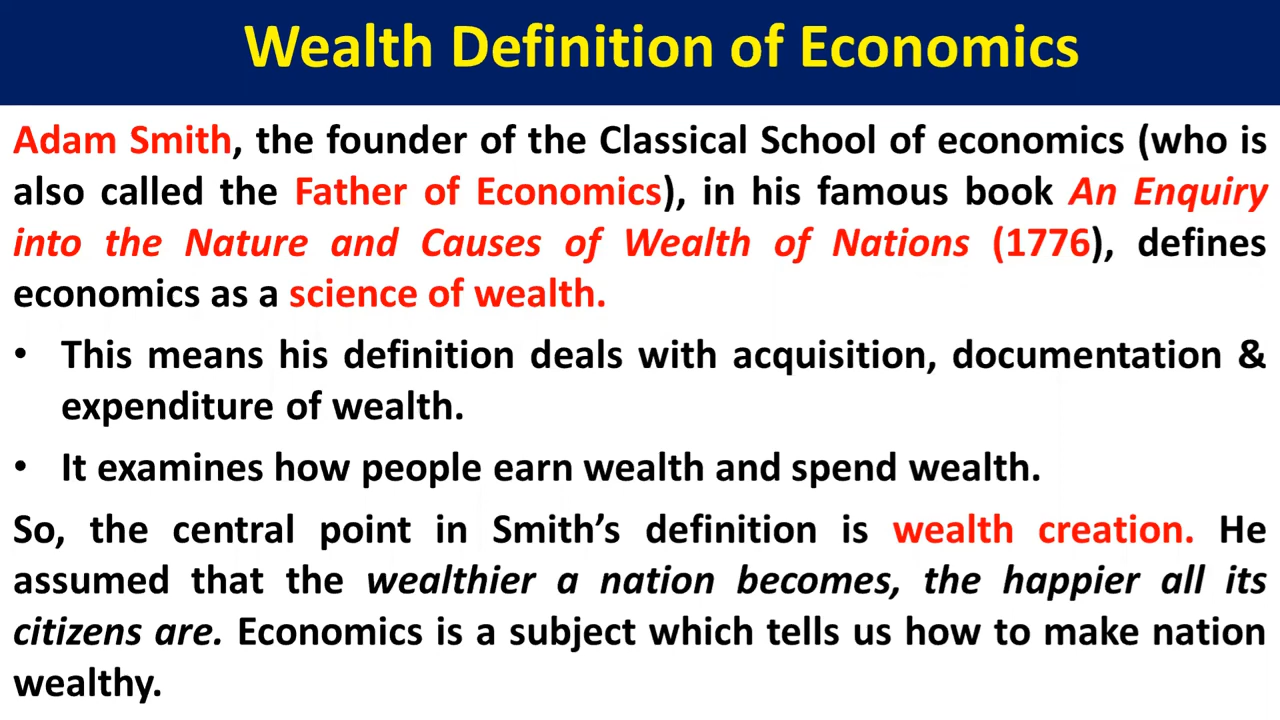 Wealth Definition of Economics
Adam Smith, the founder of the Classical School of economics (who is
also called the Father of Economics), in his famous book An Enquiry
into the Nature and Causes of Wealth of Nations (1776), defines
economics as a science of wealth.
• This means his definition deals with acquisition, documentation &
expenditure of wealth.
• It examines how people earn wealth and spend wealth.
So, the central point in Smith’s definition is wealth creation. He
assumed that the wealthier a nation becomes, the happier all its
citizens are. Economics is a subject which tells us how to make nation
wealthy.